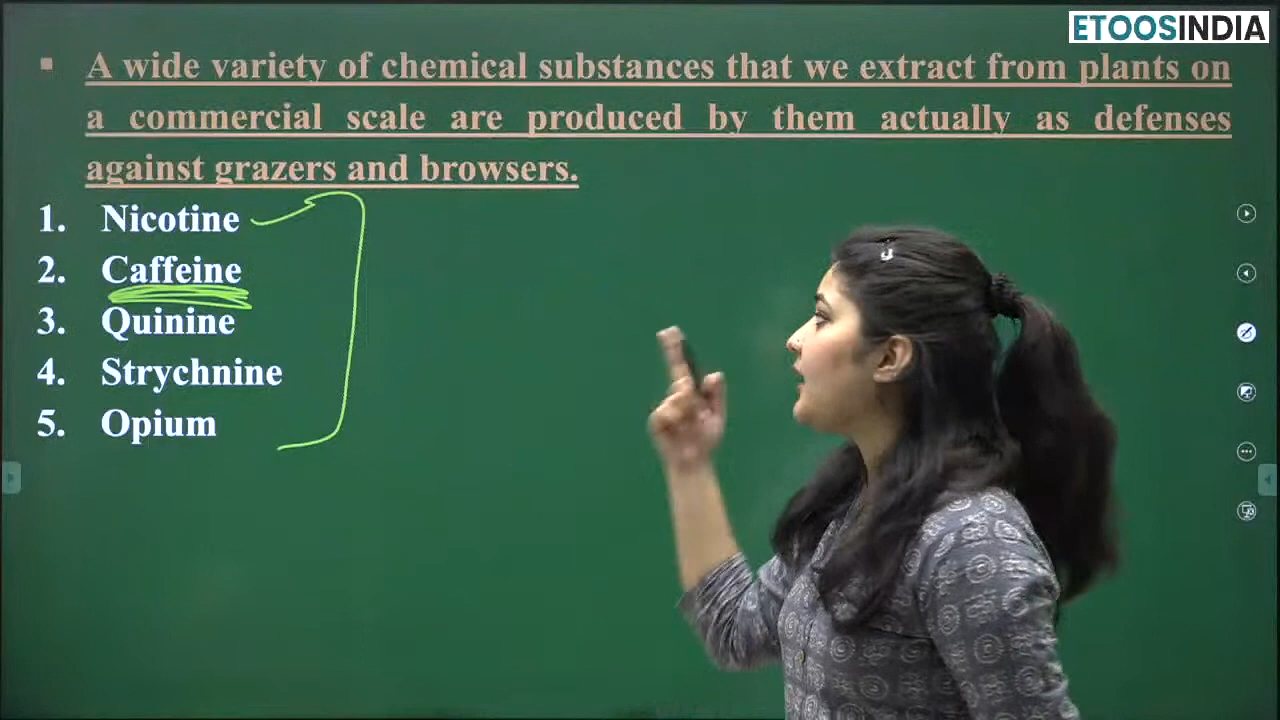 ETOOSINDIA
▪ A wide variety of chemical substances that we extract from plants on
a commercial scale are produced by them actually as defenses
against grazers and browsers.
1. Nicotine
2. Caffeine
3. Quinine
4. Strychnine
5. Opium